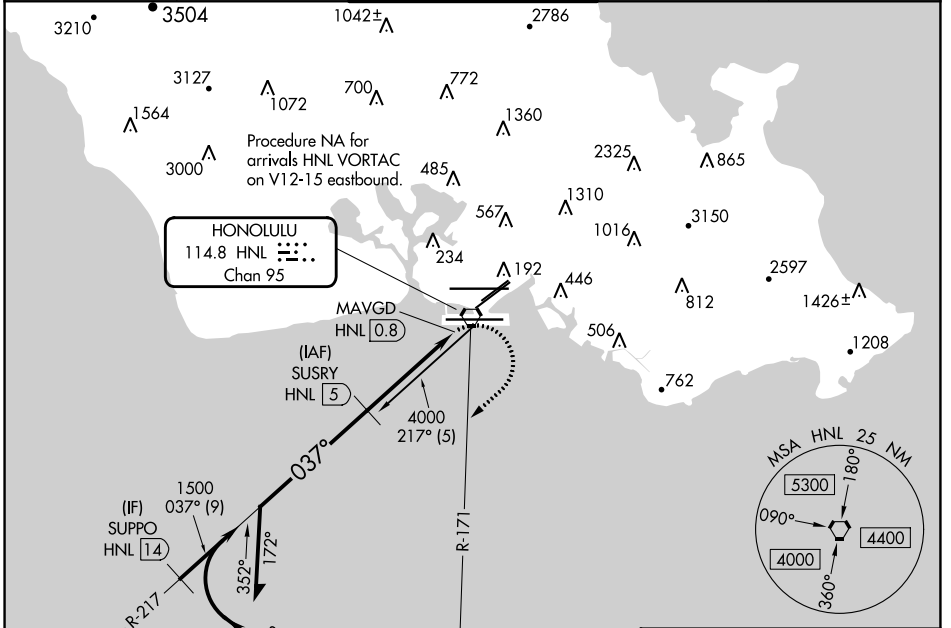 3210
3504
1042±
2786
3127
1072
700
772
1564
1360
Procedure NA for
arrivals HNL VORTAC
on V12-15 eastbound.
3000
485
2325
865
1310
567
3150
1016
HONOLULU
114.8 HNL
Chan 95
234
192
446
2597
812
1426±
MAVGD
HNL 0.8
506
1208
(IAF)
SUSRY
HNL 5
762
4000
217° (5)
037°
MSA HNL 25 NM
5300
180°
090°
4400
4000
360°
1500
037° (9)
(IF)
SUPPO
HNL 14
352°
172°
R-171
R-217